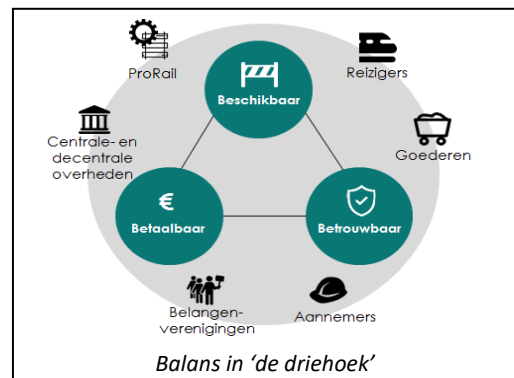 ProRail
Reizigers
Beschikbaar
Centrale- en
decentrale
overheden
Goederen
€
Betaalbaar
Betrouwbaar
Belangen-
verenigingen
Aannemers
Balans in ‘de driehoek’